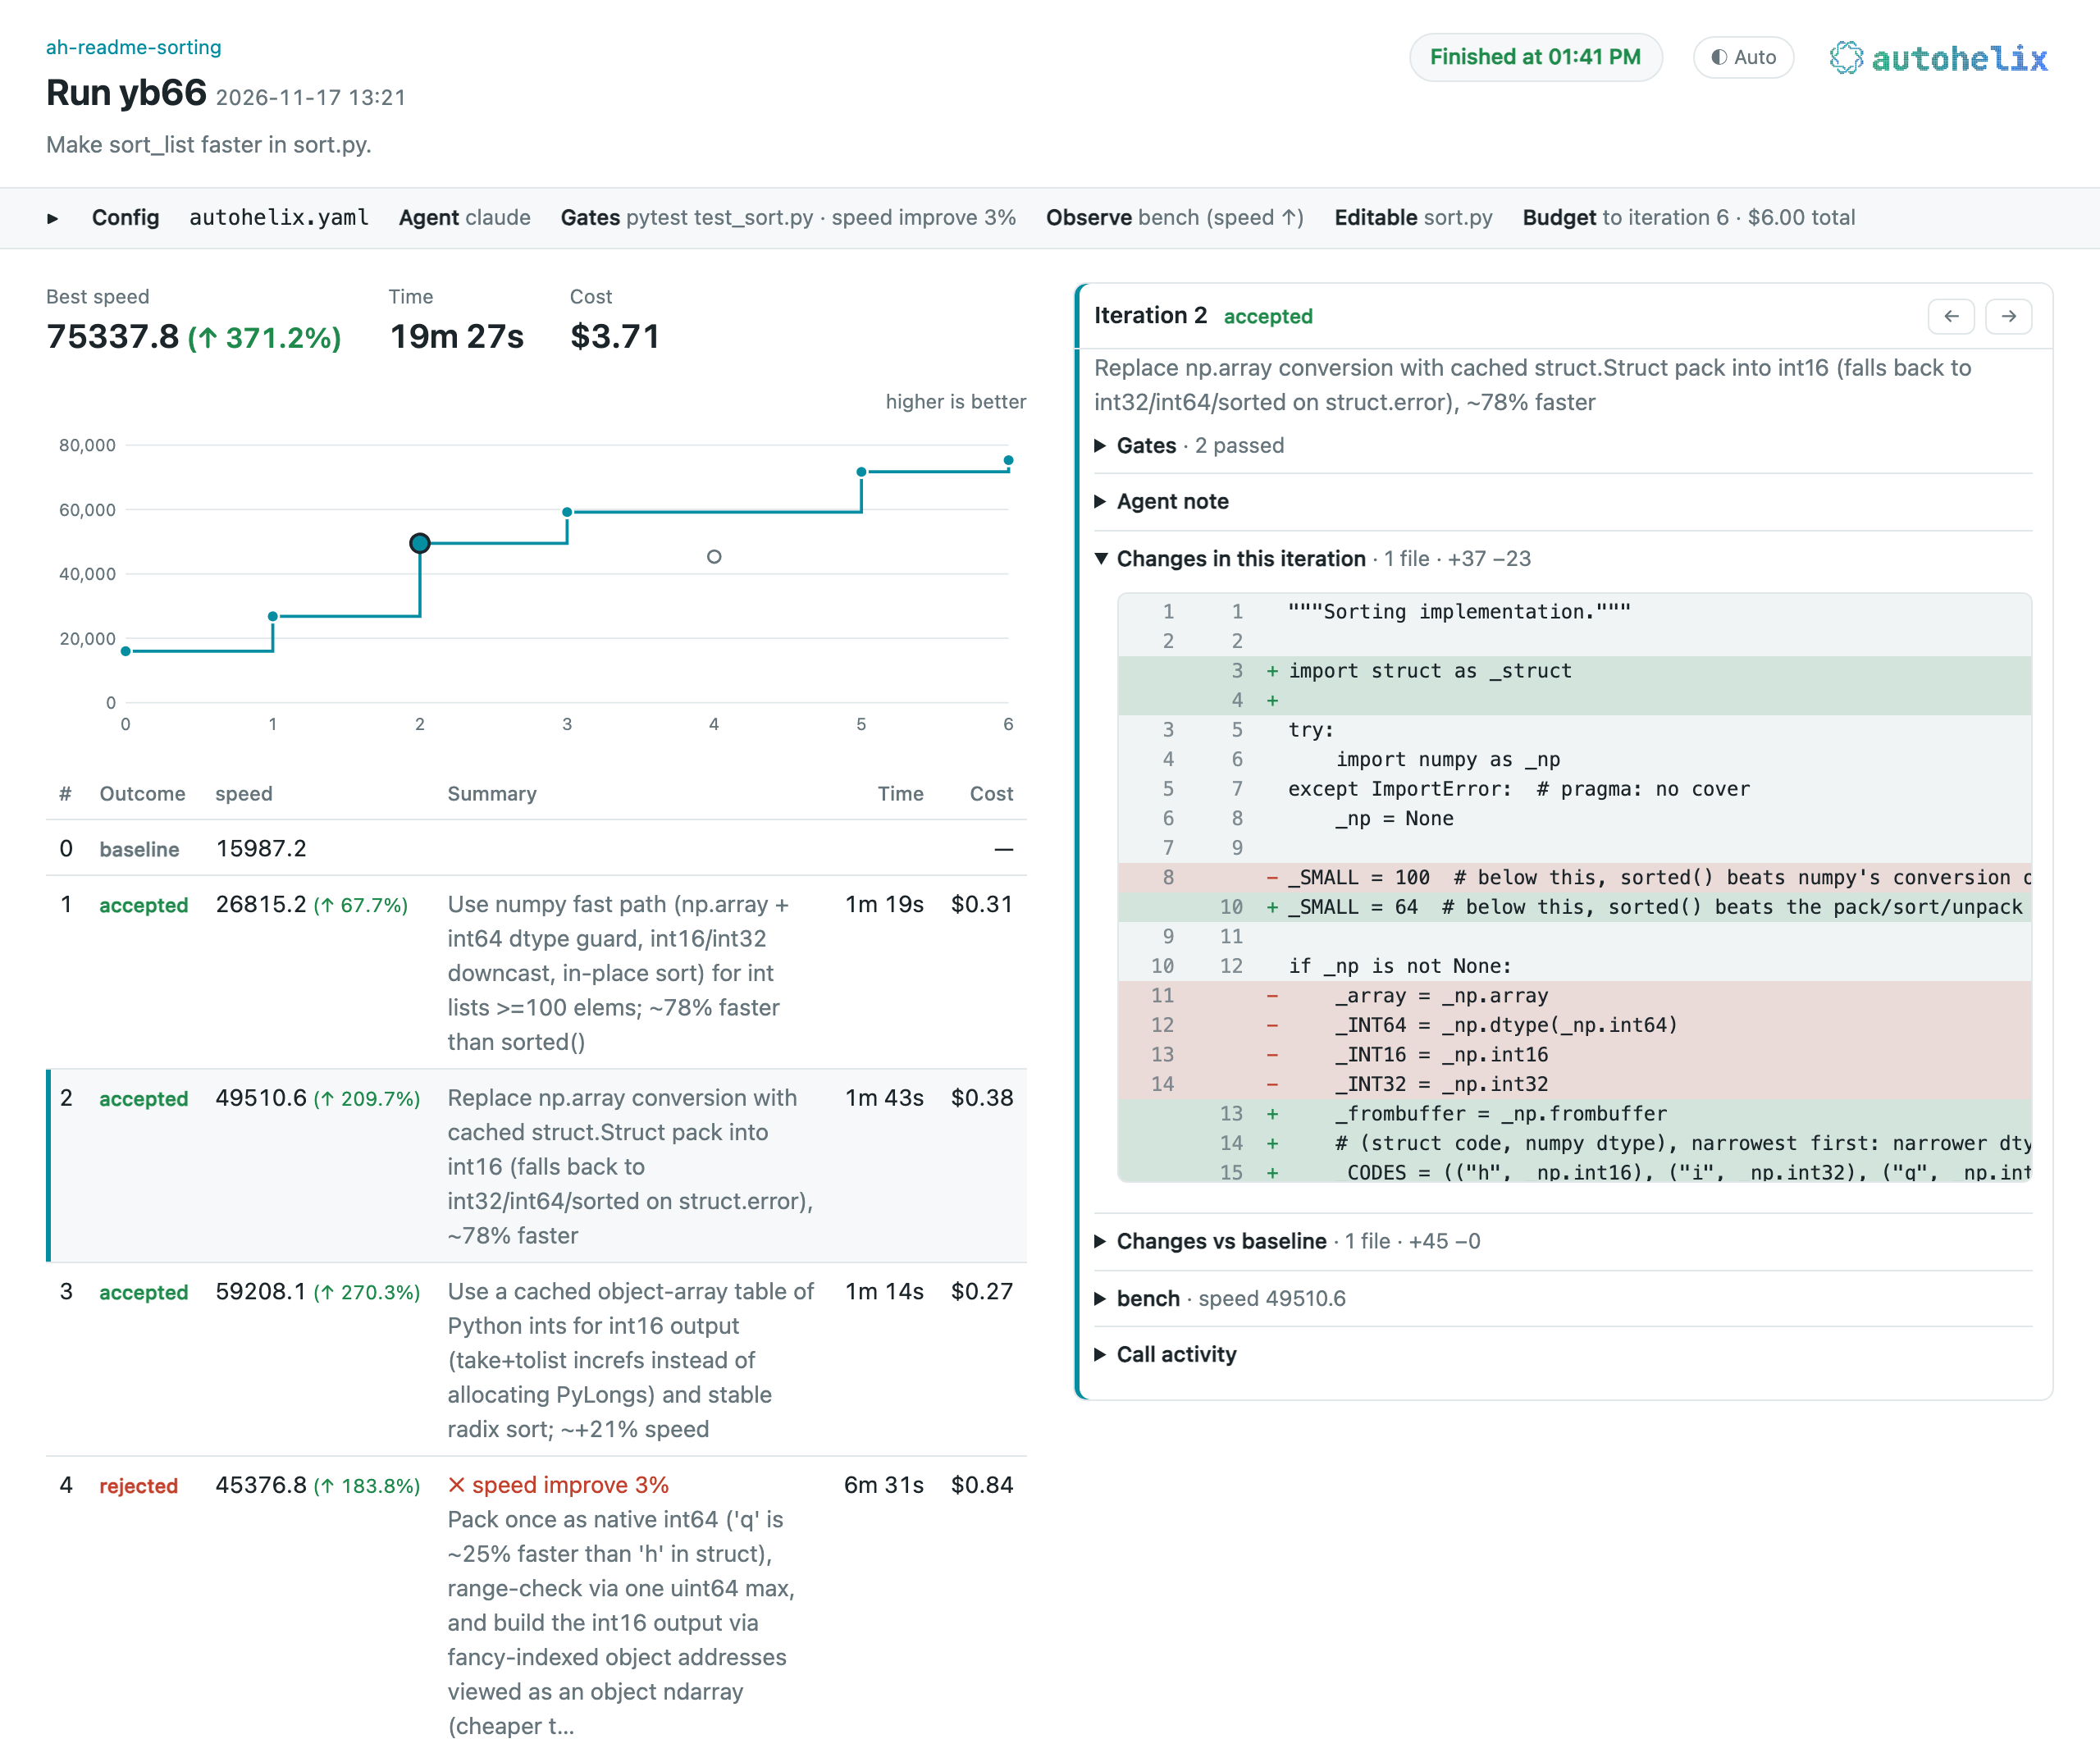 ah-readme-sorting
Run yb66 2026-11-17 13:21
Make sort_list faster in sort.py.
Finished at 01:41 PM
Auto
autohelix
Config autohelix.yaml Agent claude Gates pytest test_sort.py · speed improve 3% Observe bench (speed ↑) Editable sort.py Budget to iteration 6 · $6.00 total
Best speed
75337.8 (↑ 371.2%)
Time
19m 27s
Cost
$3.71
higher is better
80,000
60,000
40,000
20,000
0
0 1 2 3 4 5 6
# Outcome speed Summary Time Cost
0 baseline 15987.2 —
1 accepted 26815.2 (↑ 67.7%) Use numpy fast path (np.array + 1m 19s $0.31
int64 dtype guard, int16/int32
downcast, in-place sort) for int
lists >=100 elems; ~78% faster
than sorted()
2 accepted 49510.6 (↑ 209.7%) Replace np.array conversion with 1m 43s $0.38
cached struct.Struct pack into
int16 (falls back to
int32/int64/sorted on struct.error),
~78% faster
3 accepted 59208.1 (↑ 270.3%) Use a cached object-array table of 1m 14s $0.27
Python ints for int16 output
(take+tolist increfs instead of
allocating PyLongs) and stable
radix sort; ~+21% speed
4 rejected 45376.8 (↑ 183.8%) ✕ speed improve 3% 6m 31s $0.84
Pack once as native int64 ('q' is
~25% faster than 'h' in struct),
range-check via one uint64 max,
and build the int16 output via
fancy-indexed object addresses
viewed as an object ndarray
(cheaper t...
Iteration 2 accepted
← →
Replace np.array conversion with cached struct.Struct pack into int16 (falls back to
int32/int64/sorted on struct.error), ~78% faster
▶ Gates · 2 passed
▶ Agent note
▼ Changes in this iteration · 1 file · +37 −23
1 1 """Sorting implementation."""
2 2
3 + import struct as _struct
4 +
3 5 try:
4 6 import numpy as _np
5 7 except ImportError:  # pragma: no cover
6 8 _np = None
7 9
8 − _SMALL = 100  # below this, sorted() beats numpy's conversion
10 + _SMALL = 64  # below this, sorted() beats the pack/sort/unpack
9 11
10 12 if _np is not None:
11 − _array = _np.array
12 − _INT64 = _np.dtype(_np.int64)
13 − _INT16 = _np.int16
14 − _INT32 = _np.int32
13 + _frombuffer = _np.frombuffer
14 + # (struct code, numpy dtype), narrowest first: narrower dty
15 + CODES = (("h", np.int16), ("i", np.int32), ("q", np.int
▶ Changes vs baseline · 1 file · +45 −0
▶ bench · speed 49510.6
▶ Call activity